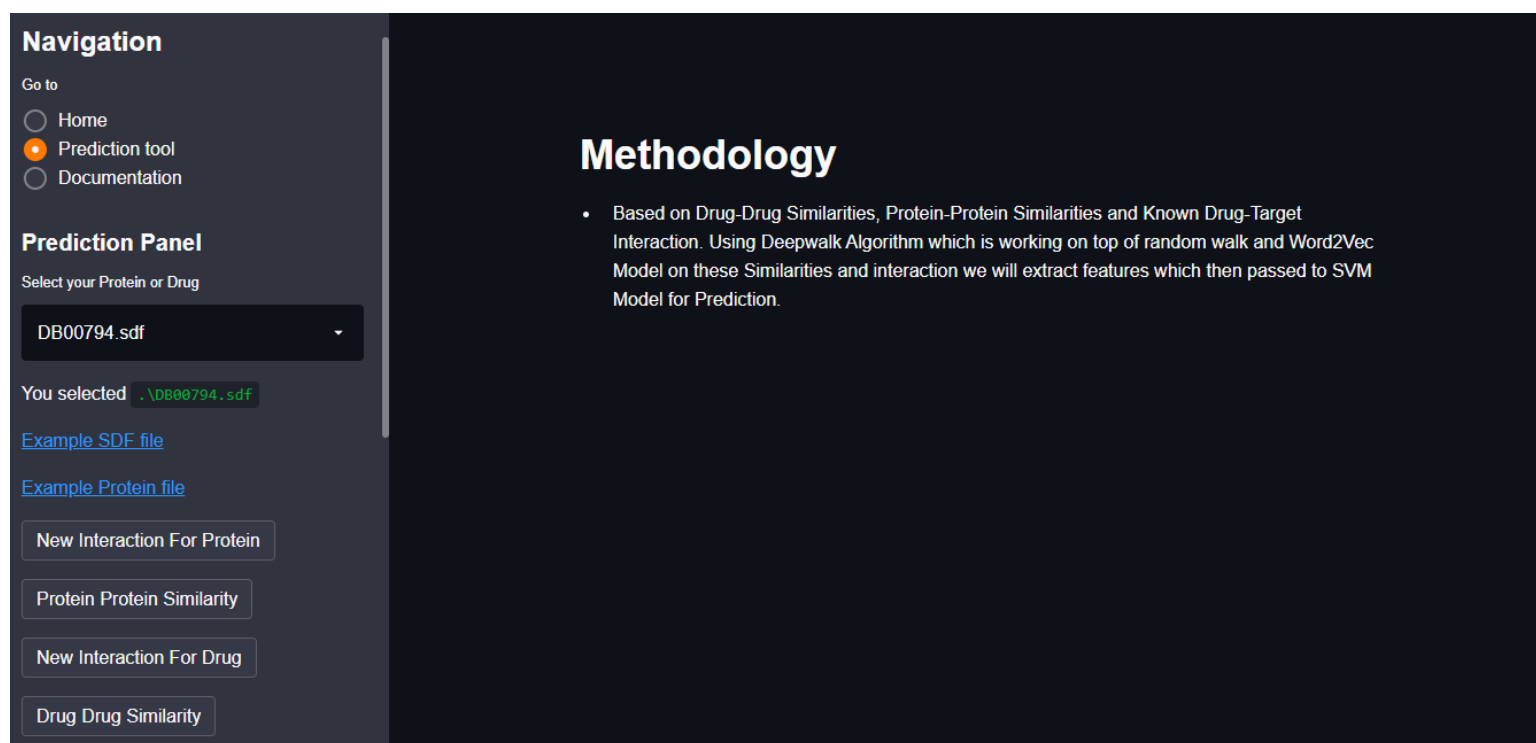 Navigation
Go to
Home
Prediction tool
Documentation
Prediction Panel
Select your Protein or Drug
DB00794.sdf
You selected .\DB00794.sdf
Example SDF file
Example Protein file
New Interaction For Protein
Protein Protein Similarity
New Interaction For Drug
Drug Drug Similarity
Methodology
• Based on Drug-Drug Similarities, Protein-Protein Similarities and Known Drug-Target
Interaction. Using Deepwalk Algorithm which is working on top of random walk and Word2Vec
Model on these Similarities and interaction we will extract features which then passed to SVM
Model for Prediction.